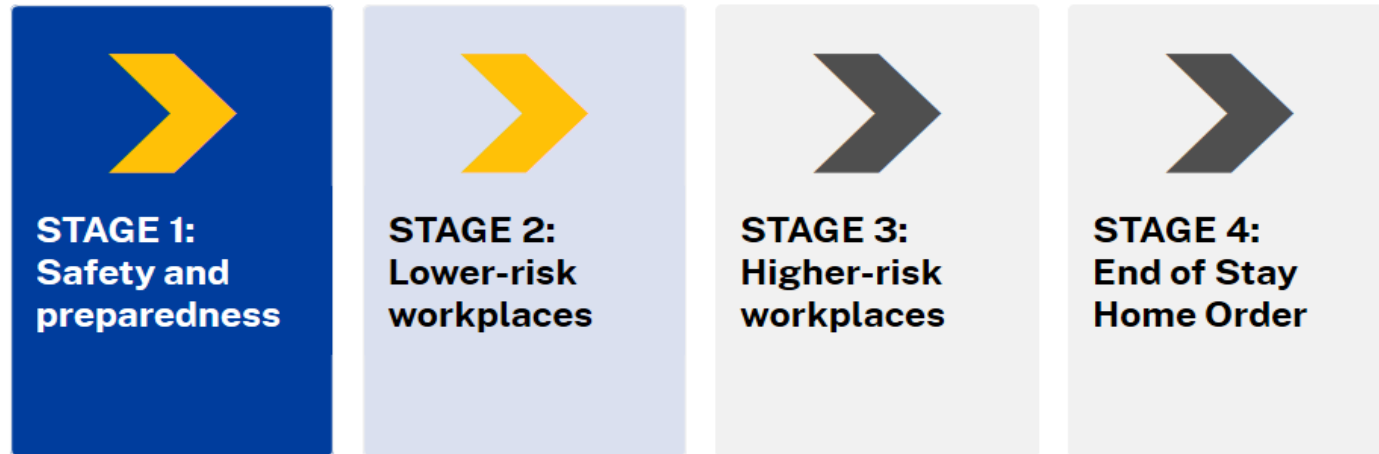 STAGE 1:
Safety and
preparedness
STAGE 2:
Lower-risk
workplaces
STAGE 3:
Higher-risk
workplaces
STAGE 4:
End of Stay
Home Order